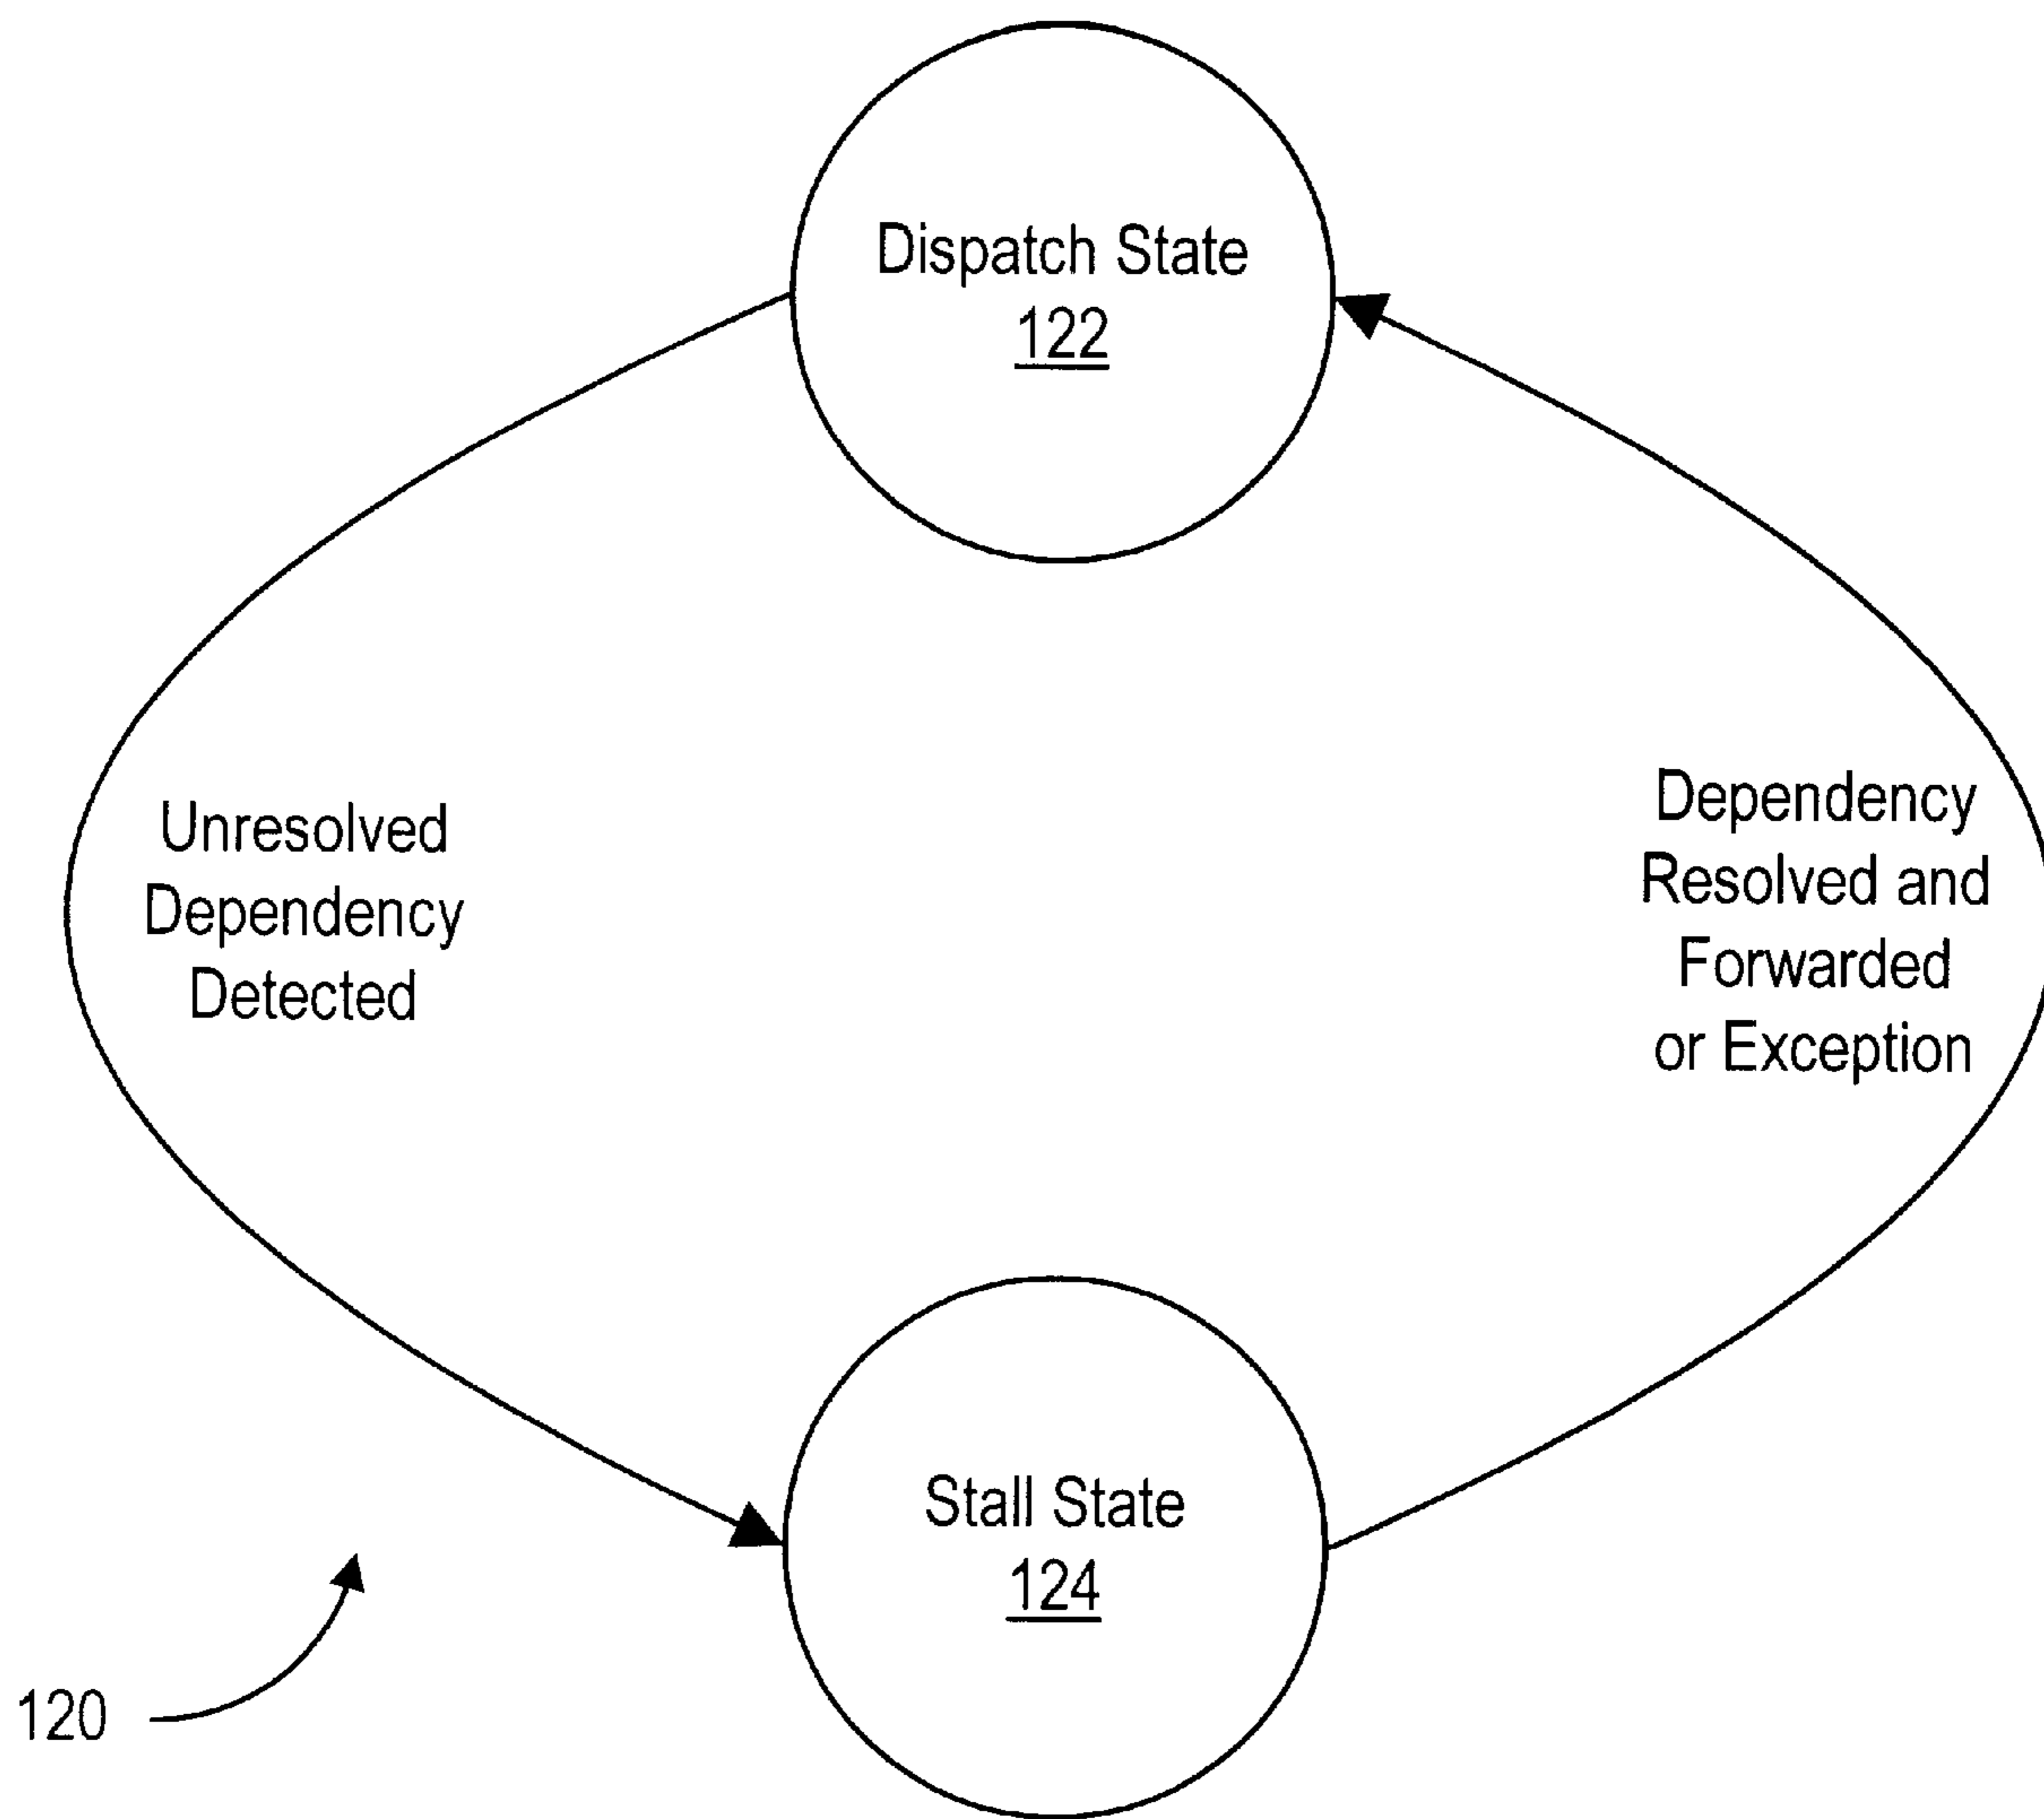 Dispatch State
122
Unresolved
Dependency
Detected
Dependency
Resolved and
Forwarded
or Exception
Stall State
124
120